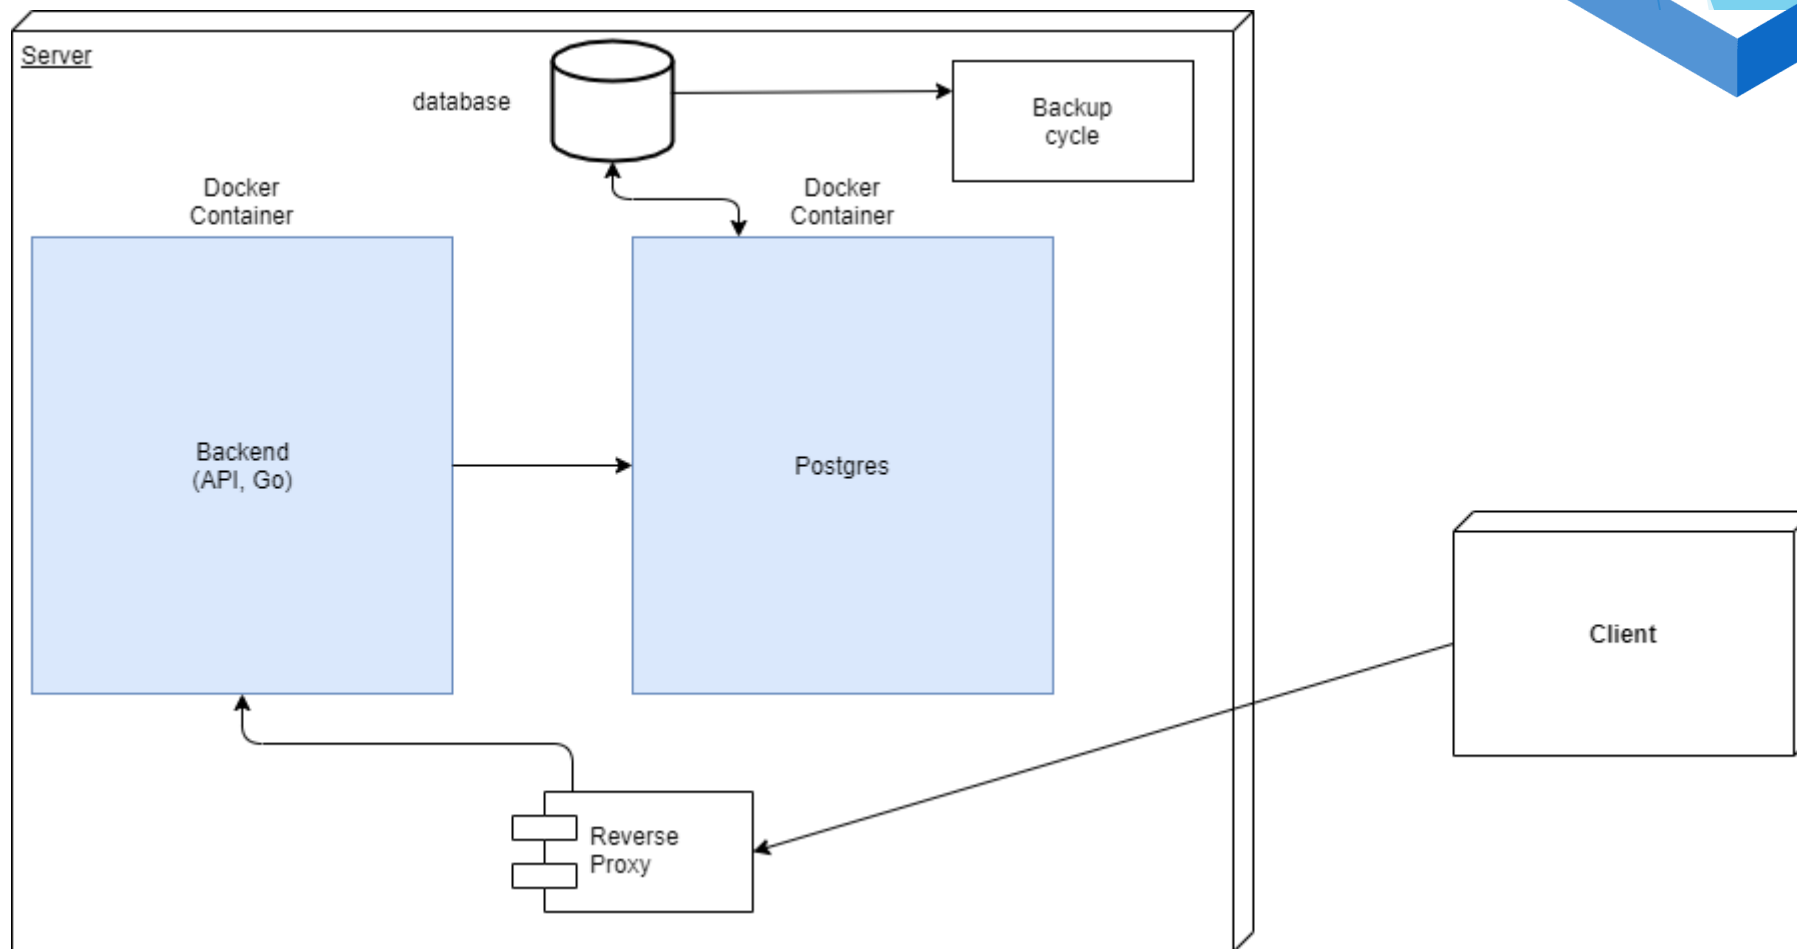 Server
database
Backup
cycle
Docker
Container
Docker
Container
Backend
(API, Go)
Postgres
Client
Reverse
Proxy